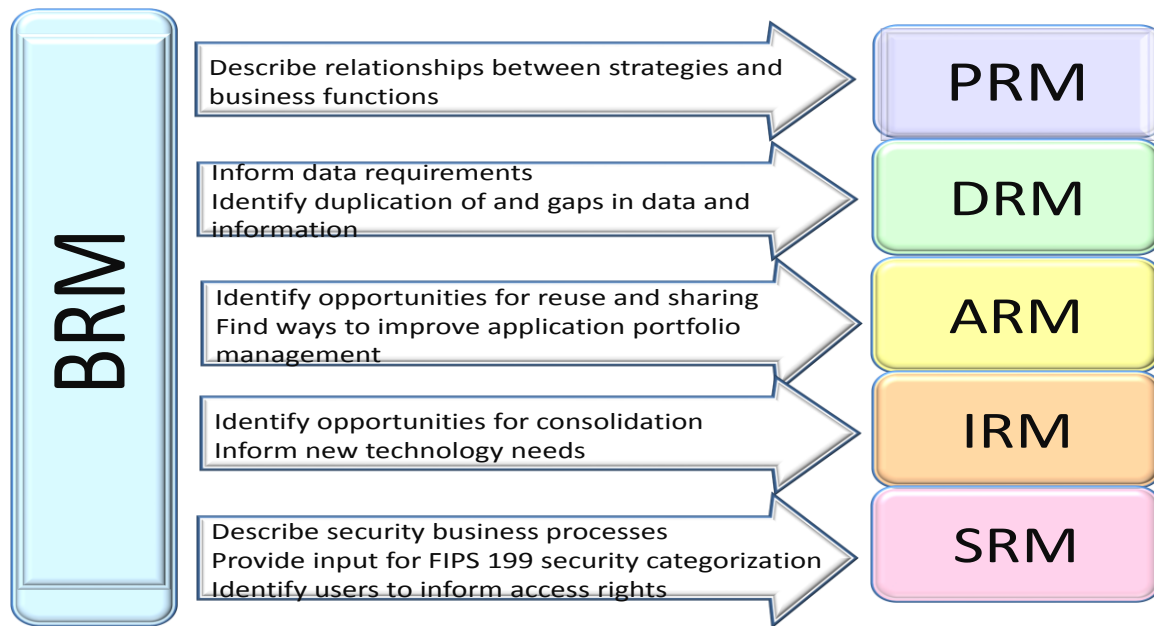 BRM
Describe relationships between strategies and
business functions
PRM
Inform data requirements
Identify duplication of and gaps in data and
information
DRM
Identify opportunities for reuse and sharing
Find ways to improve application portfolio
management
ARM
Identify opportunities for consolidation
Inform new technology needs
IRM
Describe security business processes
Provide input for FIPS 199 security categorization
Identify users to inform access rights
SRM